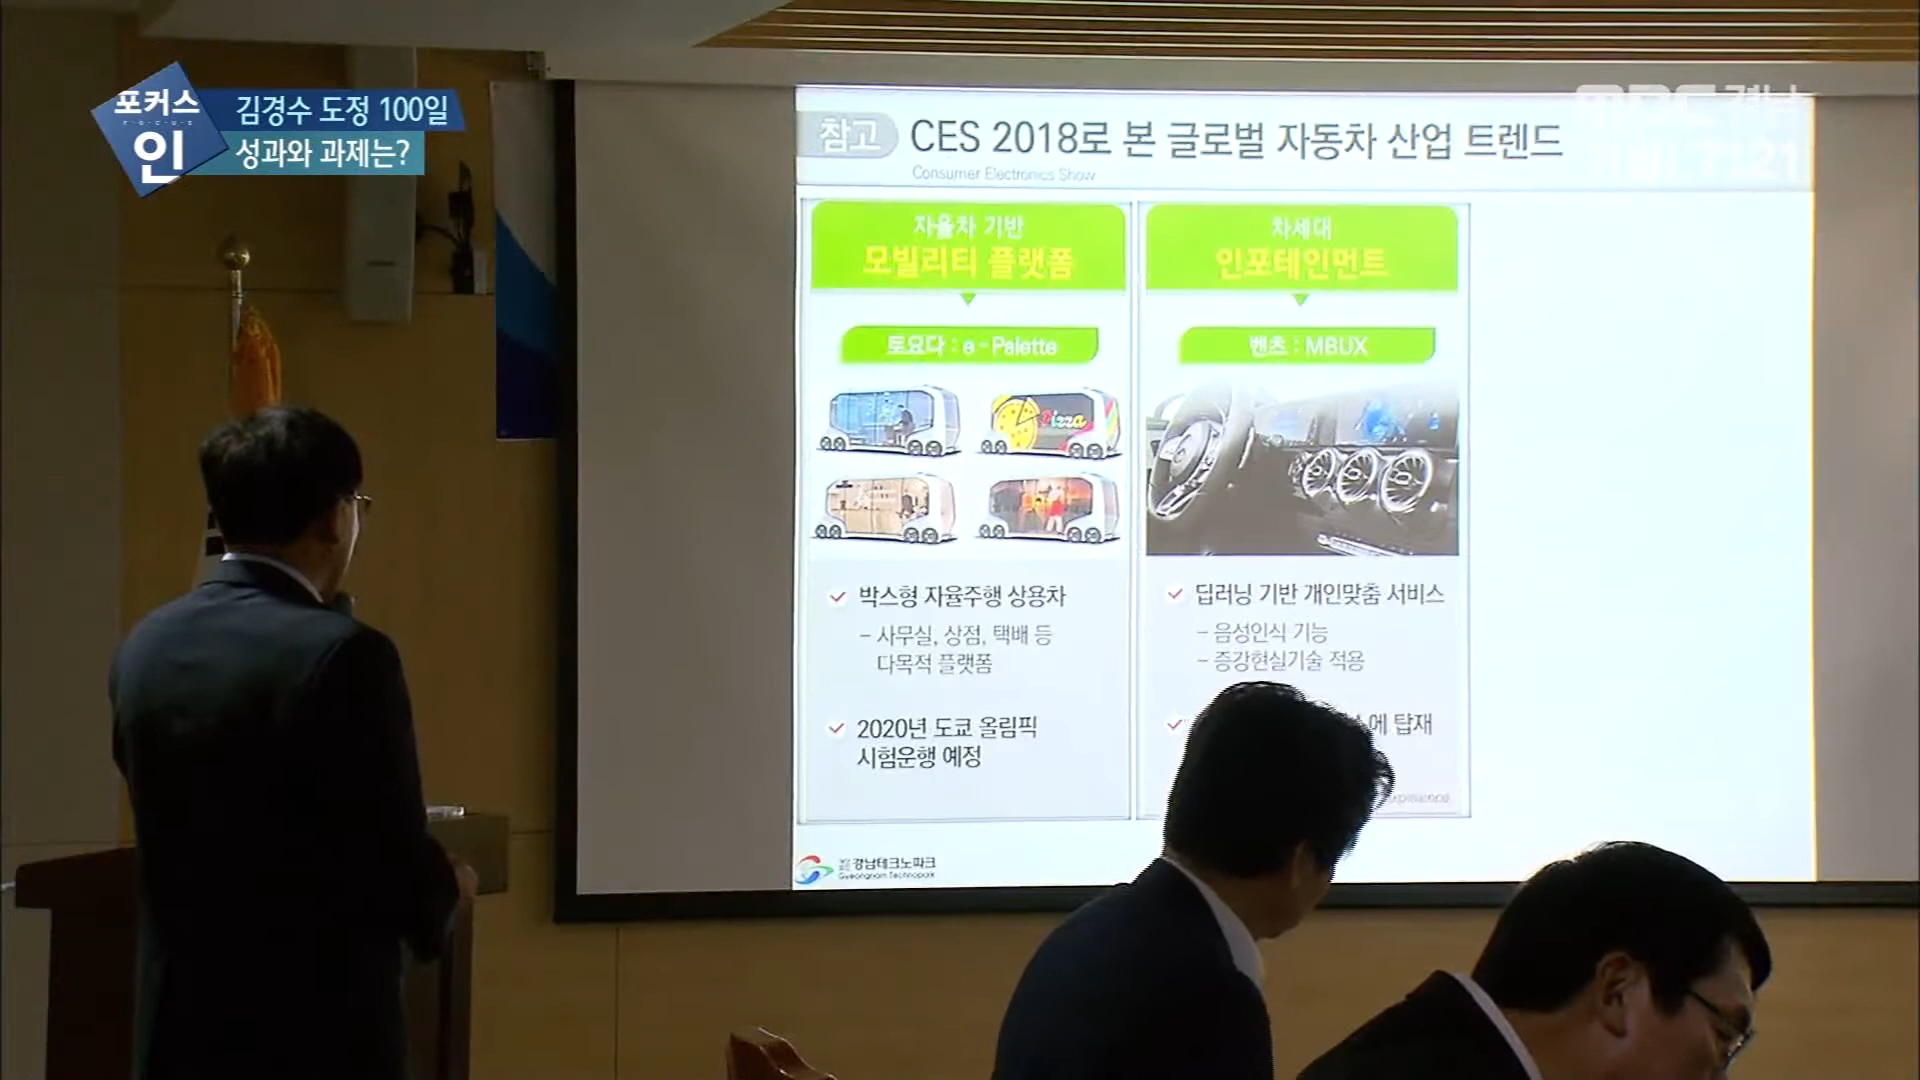 포커스
FOCUS
인
김경수 도정 100일
성과와 과제는?
MBC경남
참고
CES 2018로 본 글로벌 자동차 산업 트렌드
Consumer Electronics Show
자율차 기반
모빌리티 플랫폼
토요다 : e - Palette
Pizza
박스형 자율주행 상용차
- 사무실, 상점, 택배 등
다목적 플랫폼
2020년 도쿄 올림픽
시험운행 예정
차세대
인포테인먼트
벤츠 : MBUX
딥러닝 기반 개인맞춤 서비스
- 음성인식 기능
- 증강현실기술 적용
에 탑재
경남테크노파크
Gyeongnam Technopark